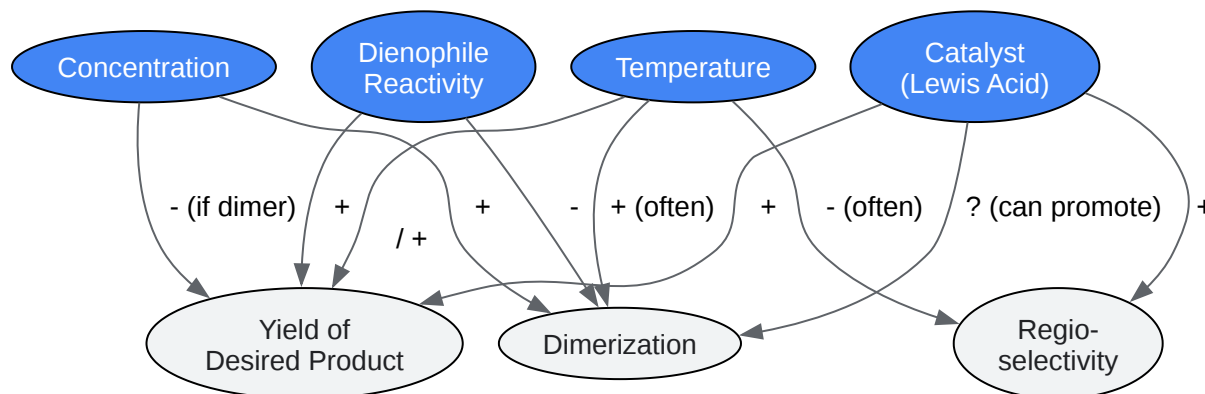 Concentration
Dienophile
Reactivity
Temperature
Catalyst
(Lewis Acid)
- (if dimer)
+
/ +
+
-
+ (often)
+
- (often)
? (can promote)
+
Yield of
Desired Product
Dimerization
Regio-
selectivity